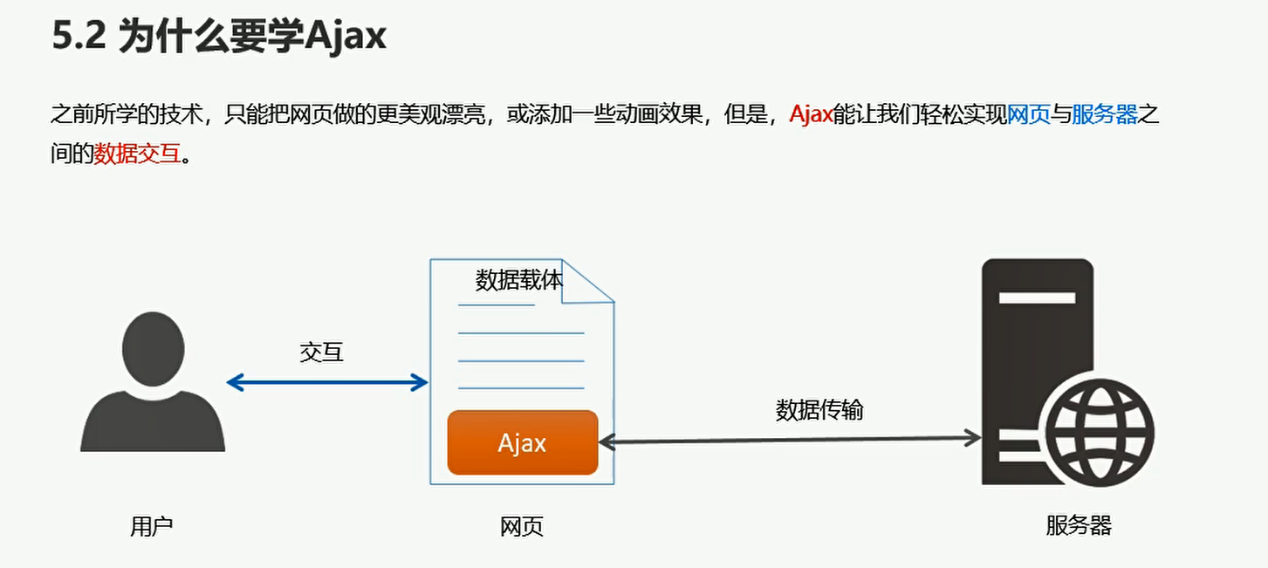 5.2 为什么要学Ajax
之前所学的技术，只能把网页做的更美观漂亮，或添加一些动画效果，但是，Ajax能让我们轻松实现网页与服务器之
间的数据交互。
数据载体
交互
数据传输
Ajax
用户
网页
服务器